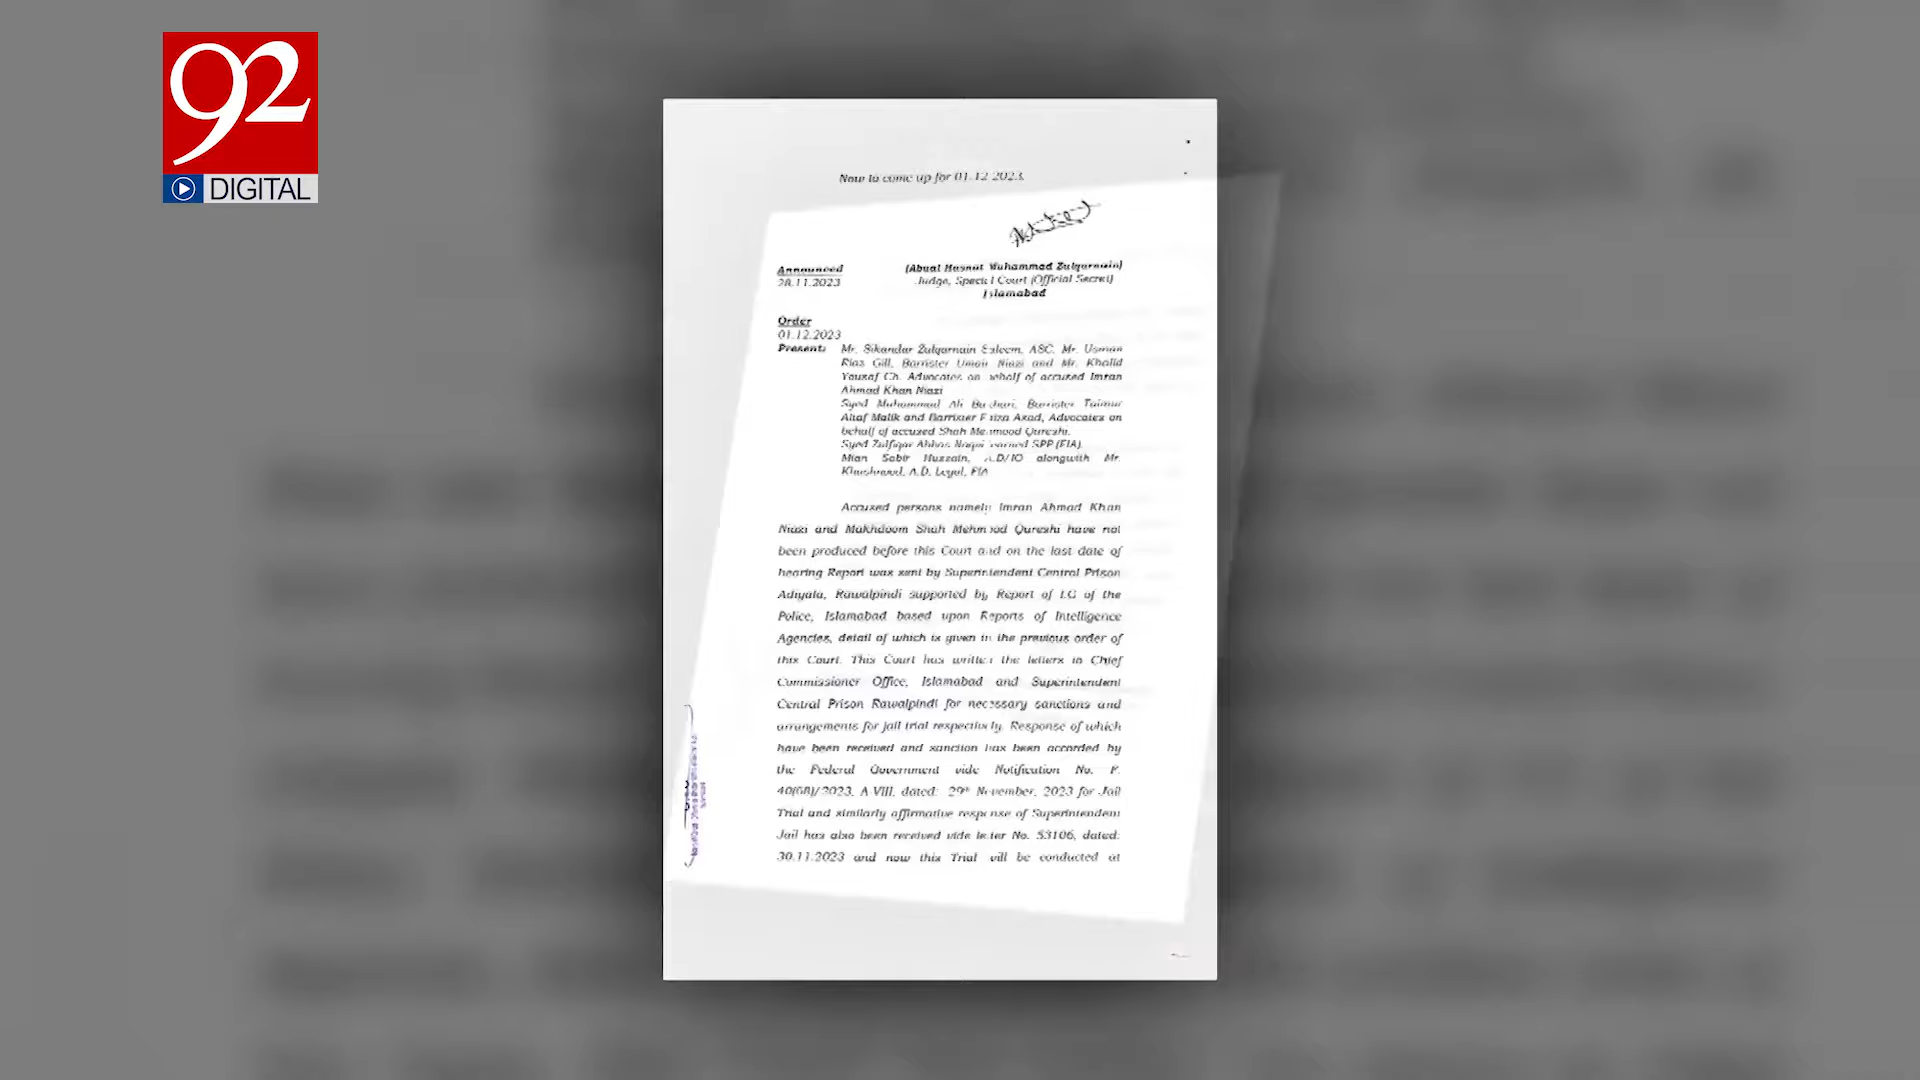 92
DIGITAL
Now to come up for 01.12.2023.
Announced
28.11.2023
(Abual Hasnat Muhammad Zulqarnain)
Judge, Special Court (Official Secret)
Islamabad
Order
01.12.2023
Present: Mr. Sikandar Zulqarnain Saleem, ASC, Mr. Usman
Riaz Gill, Barrister Umair Niazi and Mr. Khalid
Yousaf Ch. Advocates on behalf of accused Imran
Ahmad Khan Niazi
Syed Muhammad Ali Bukhari, Barrister Taimur
Altaf Malik and Barrister Faiza Asad, Advocates on
behalf of accused Shah Mehmood Qureshi.
Syed Zulfiqar Abbas Naqvi learned SPP (FIA).
Mian Sabir Hussain, A.D/IO alongwith Mr.
A.D. Legal, FIA
Accused persons namely Imran Ahmad Khan
Niazi and Makhdoom Shah Mehmood Qureshi have not
been produced before this Court and on the last date of
hearing Report was sent by Superintendent Central Prison
Adiyala, Rawalpindi supported by Report of I.G of the
Police, Islamabad based upon Reports of Intelligence
Agencies, detail of which is given in the previous order of
this Court. This Court has written the letters to Chief
Commissioner Office, Islamabad and Superintendent
Central Prison Rawalpindi for necessary sanctions and
arrangements for jail trial respectively. Response of which
have been received and sanction has been accorded by
the Federal Government vide Notification No. F.
40(68)/2023, A-VIII, dated: 29th November, 2023 for Jail
Trial and similarly affirmative response of Superintendent
Jail has also been received vide letter No. 53106, dated:
30.11.2023 and now this Trial will be conducted at